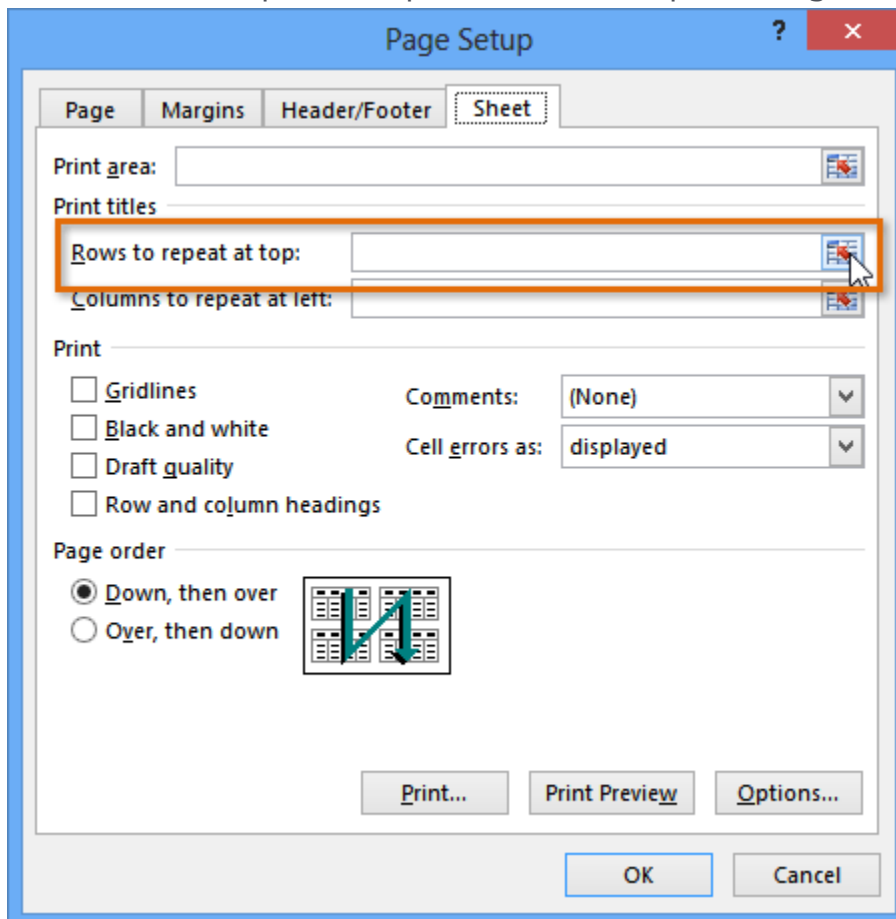 Page Setup ?
Page Margins Header/Footer Sheet
Print area:
Print titles
Rows to repeat at top:
Columns to repeat at left:
Print
Gridlines Comments: (None)
Black and white
Cell errors as: displayed
Draft quality
Row and column headings
Page order
Down, then over
Over, then down
Print... Print Preview Options...
OK Cancel